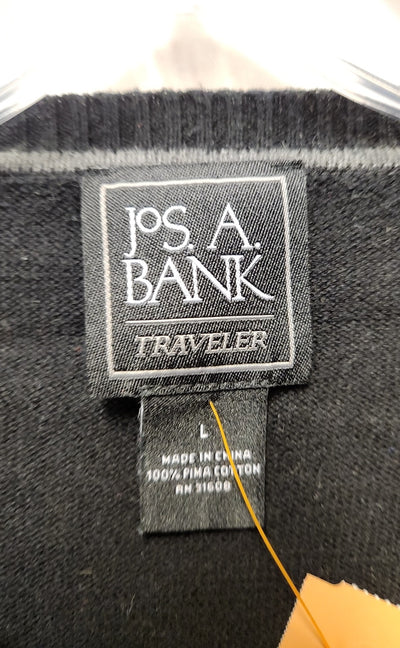 JOS. A.
BANK
TRAVELER
L
MADE IN CHINA
100% PIMA COTTON
RN 31608